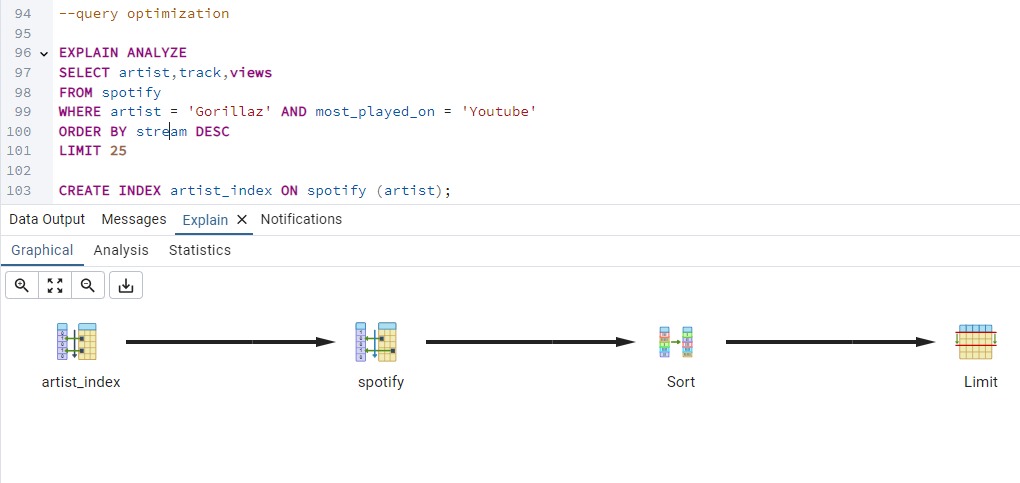 94 --query optimization
95
96 EXPLAIN ANALYZE
97 SELECT artist,track,views
98 FROM spotify
99 WHERE artist = 'Gorillaz' AND most_played_on = 'Youtube'
100 ORDER BY stream DESC
101 LIMIT 25
102
103 CREATE INDEX artist_index ON spotify (artist);
Data Output Messages Explain Notifications
Graphical Analysis Statistics
artist_index spotify Sort Limit